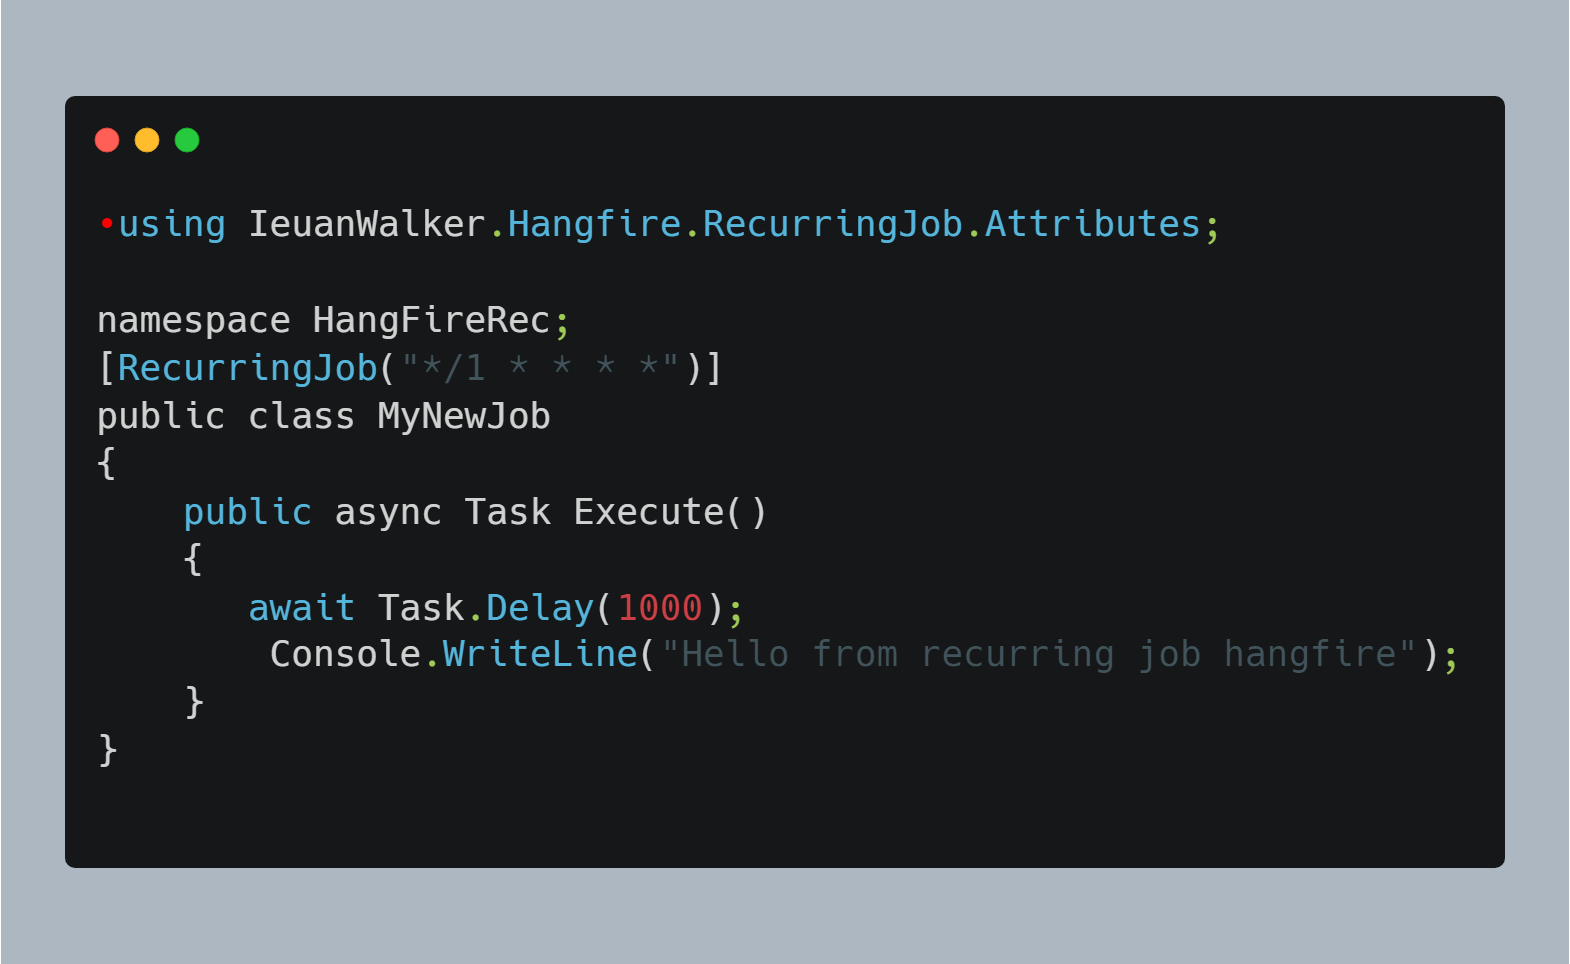 •using IeuanWalker.Hangfire.RecurringJob.Attributes;
namespace HangFireRec;
[RecurringJob("*/1 * * * *")]
public class MyNewJob
{
    public async Task Execute()
    {
       await Task.Delay(1000);
        Console.WriteLine("Hello from recurring job hangfire");
    }
}